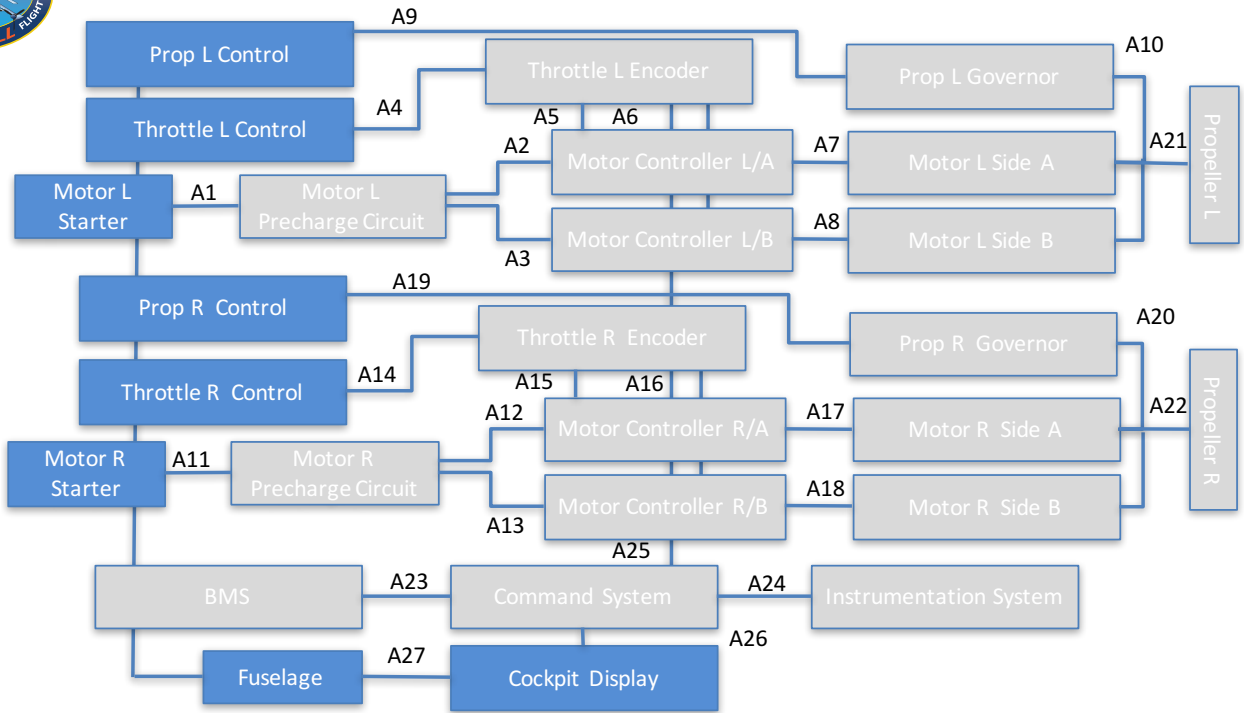 LL FLIGHT
A9
Prop L Control
Throttle L Encoder
A10
Prop L Governor
A4
A5
A6
Throttle L Control
A2
Motor Controller L/A
A7
Motor L Side A
A21
Propeller L
Motor L
Starter
A1
Motor L
Precharge Circuit
A3
Motor Controller L/B
A8
Motor L Side B
Prop R Control
A19
Throttle R Encoder
A20
Prop R Governor
A14
A15
A16
Throttle R Control
A12
Motor Controller R/A
A17
Motor R Side A
A22
Propeller R
Motor R
Starter
A11
Motor R
Precharge Circuit
A13
Motor Controller R/B
A18
Motor R Side B
A25
BMS
A23
Command System
A24
Instrumentation System
A26
Fuselage
A27
Cockpit Display